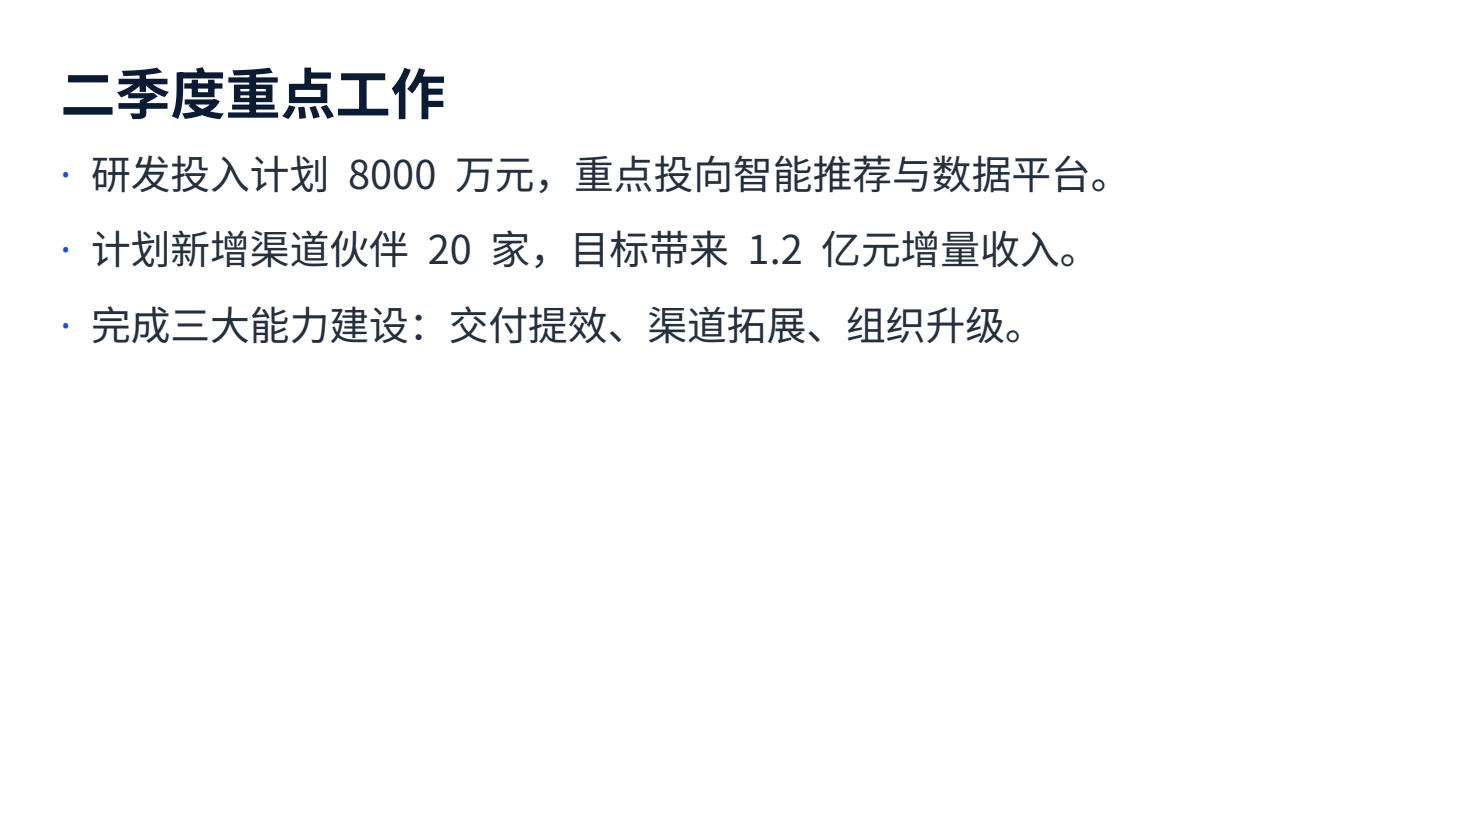 二季度重点工作
· 研发投入计划 8000 万元，重点投向智能推荐与数据平台。
· 计划新增渠道伙伴 20 家，目标带来 1.2 亿元增量收入。
· 完成三大能力建设：交付提效、渠道拓展、组织升级。